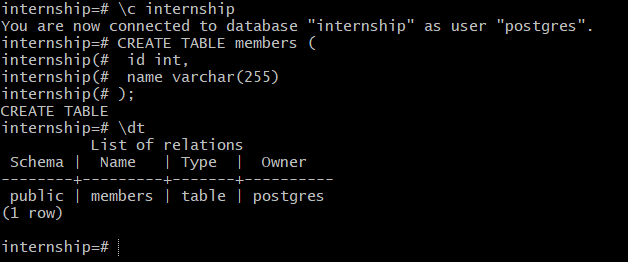 internship=# \c internship
You are now connected to database "internship" as user "postgres".
internship=# CREATE TABLE members (
internship(#  id int,
internship(#  name varchar(255)
internship(# );
CREATE TABLE
internship=# \dt
          List of relations
 Schema |  Name   | Type  |  Owner
--------+---------+-------+----------
 public | members | table | postgres
(1 row)
internship=#